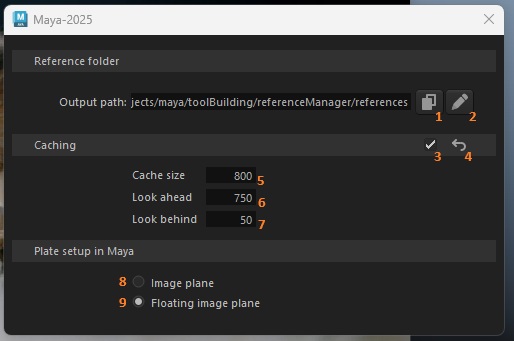 Maya-2025
Reference folder
Output path: jects/maya/toolBuilding/referenceManager/references
1 2
Caching
3 4
Cache size 800 5
Look ahead 750 6
Look behind 50 7
Plate setup in Maya
8 Image plane
9 Floating image plane